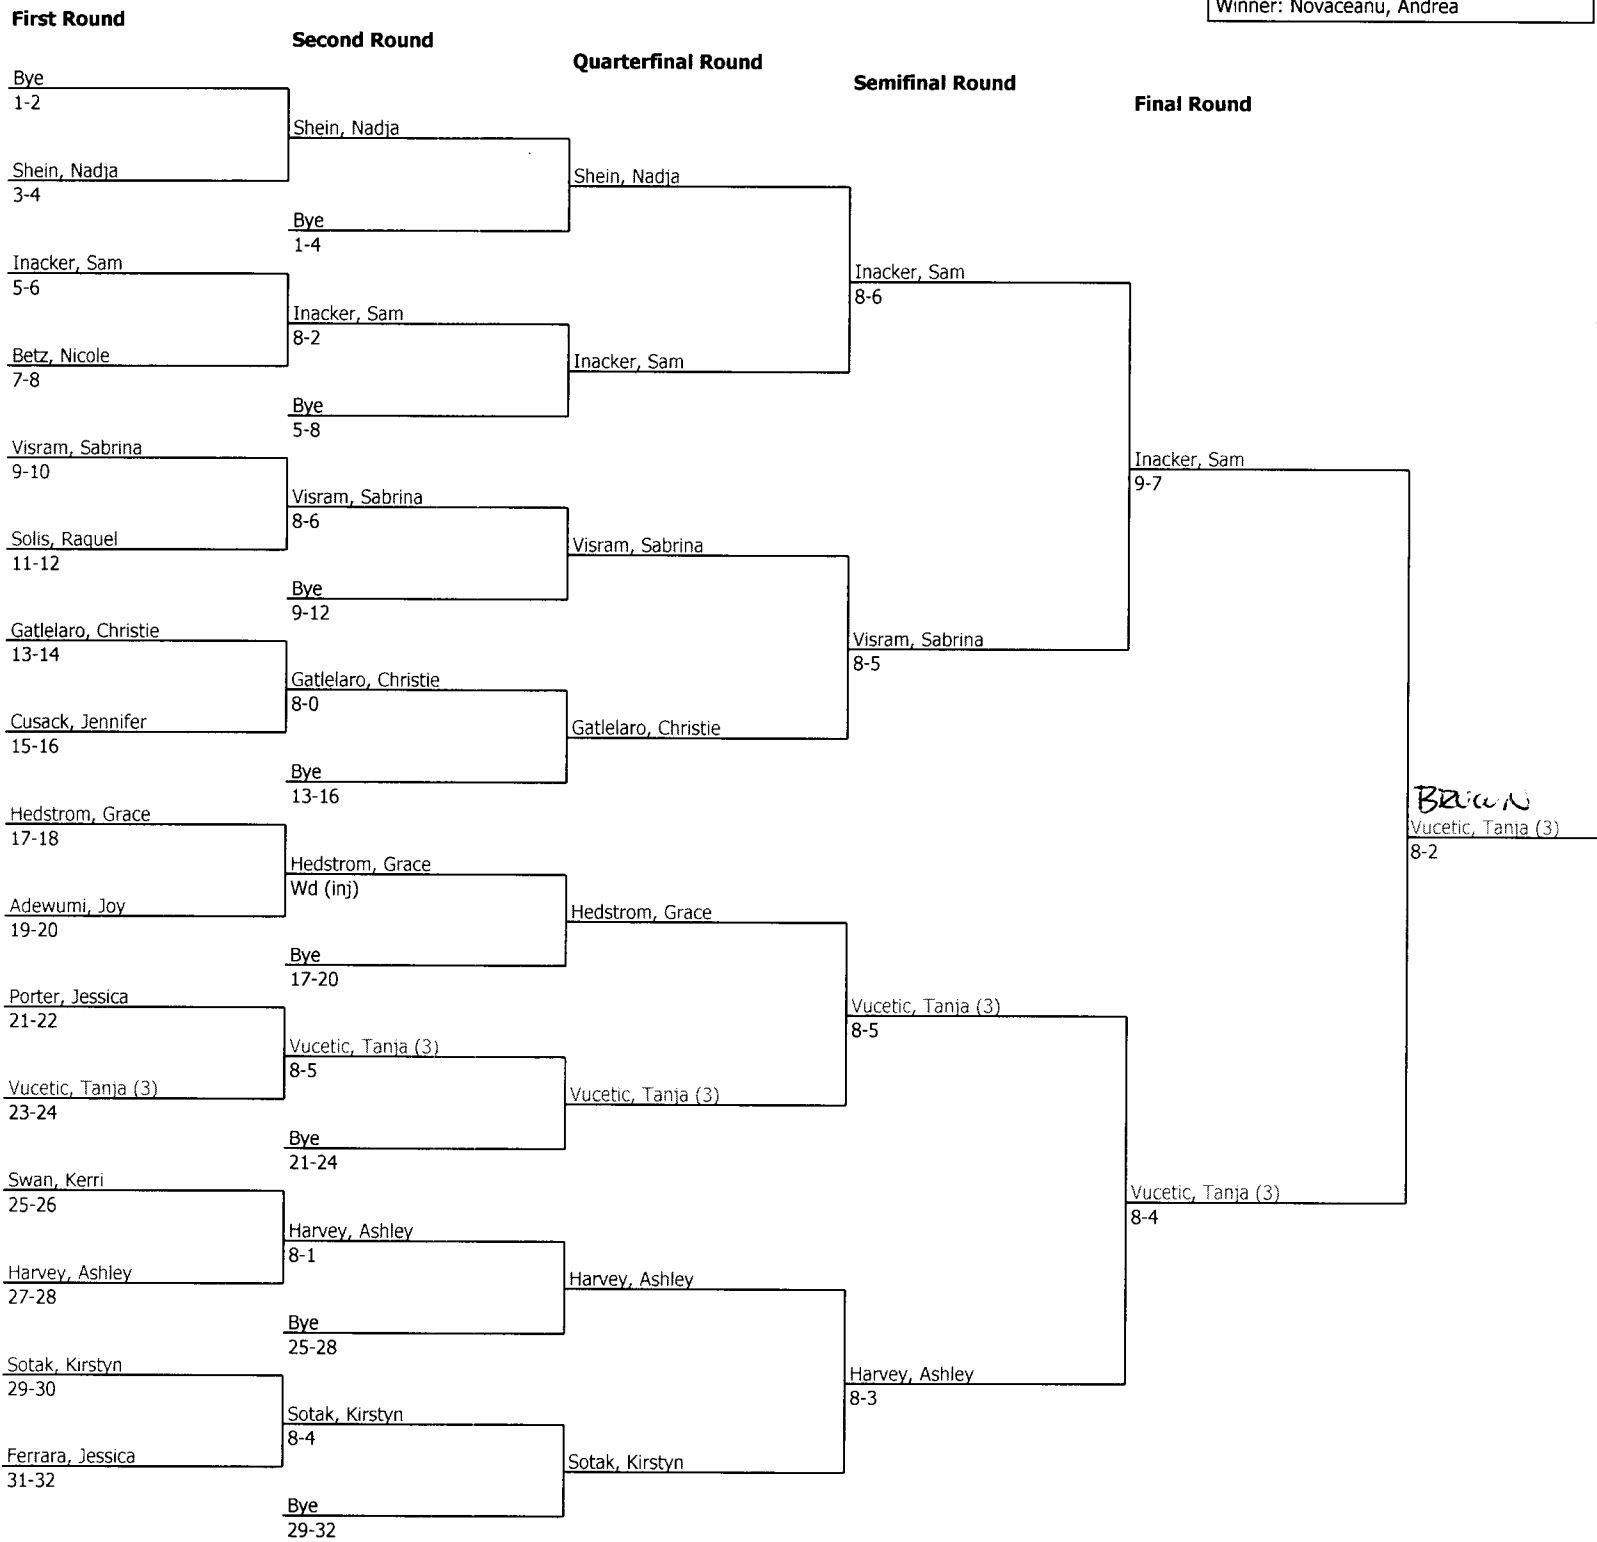 Winner: Novaceanu, Andrea
First Round
Second Round
Quarterfinal Round
Semifinal Round
Final Round
Bye
1-2
Shein, Nadja
3-4
Inacker, Sam
5-6
Betz, Nicole
7-8
Visram, Sabrina
9-10
Solis, Raquel
11-12
Gatlelaro, Christie
13-14
Cusack, Jennifer
15-16
Hedstrom, Grace
17-18
Adewumi, Joy
19-20
Porter, Jessica
21-22
Vucetic, Tanja (3)
23-24
Swan, Kerri
25-26
Harvey, Ashley
27-28
Sotak, Kirstyn
29-30
Ferrara, Jessica
31-32
Shein, Nadja
Bye
1-4
Inacker, Sam
8-2
Bye
5-8
Visram, Sabrina
8-6
Bye
9-12
Gatlelaro, Christie
8-0
Bye
13-16
Hedstrom, Grace
Wd (inj)
Bye
17-20
Vucetic, Tanja (3)
8-5
Bye
21-24
Harvey, Ashley
8-1
Bye
25-28
Sotak, Kirstyn
8-4
Bye
29-32
Shein, Nadja
Inacker, Sam
Visram, Sabrina
Gatlelaro, Christie
Hedstrom, Grace
Vucetic, Tanja (3)
Harvey, Ashley
Sotak, Kirstyn
Inacker, Sam
8-6
Visram, Sabrina
8-5
Vucetic, Tanja (3)
8-5
Harvey, Ashley
8-3
Inacker, Sam
9-7
Vucetic, Tanja (3)
8-4
Vucetic, Tanja (3)
8-2